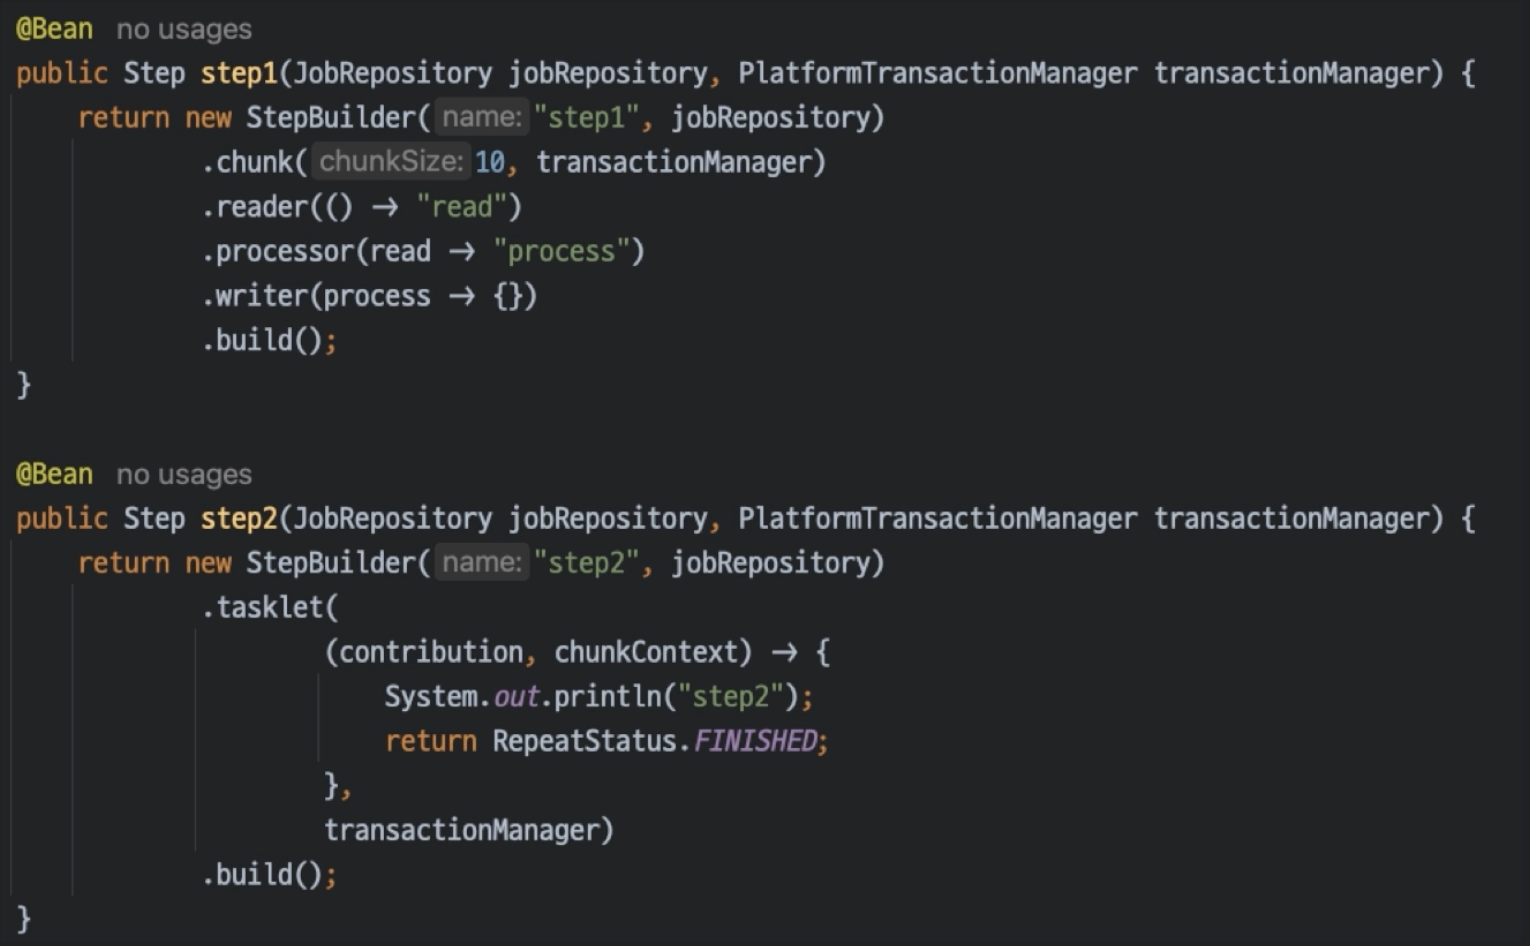 @Bean no usages
public Step step1(JobRepository jobRepository, PlatformTransactionManager transactionManager) {
return new StepBuilder( name: "step1", jobRepository)
.chunk( chunkSize: 10, transactionManager)
.reader(() → "read")
.processor(read → "process")
.writer(process → {})
.build();
}
@Bean no usages
public Step step2(JobRepository jobRepository, PlatformTransactionManager transactionManager) {
return new StepBuilder( name: "step2", jobRepository)
.tasklet(
(contribution, chunkContext) → {
System.out.println("step2");
return RepeatStatus.FINISHED;
},
transactionManager)
.build();
}